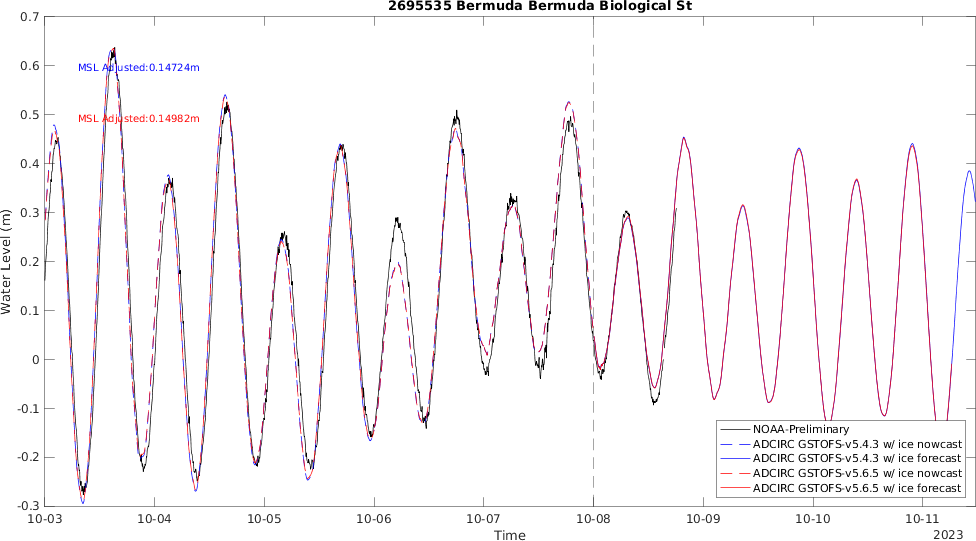 2695535 Bermuda Bermuda Biological St
0.7
0.6
0.5
0.4
0.3
0.2
0.1
0
-0.1
-0.2
-0.3
Water Level (m)
MSL Adjusted:0.14724m
MSL Adjusted:0.14982m
NOAA-Preliminary
ADCIRC GSTOFS-v5.4.3 w/ ice nowcast
ADCIRC GSTOFS-v5.4.3 w/ ice forecast
ADCIRC GSTOFS-v5.6.5 w/ ice nowcast
ADCIRC GSTOFS-v5.6.5 w/ ice forecast
10-03 10-04 10-05 10-06 10-07 10-08 10-09 10-10 10-11
Time
2023